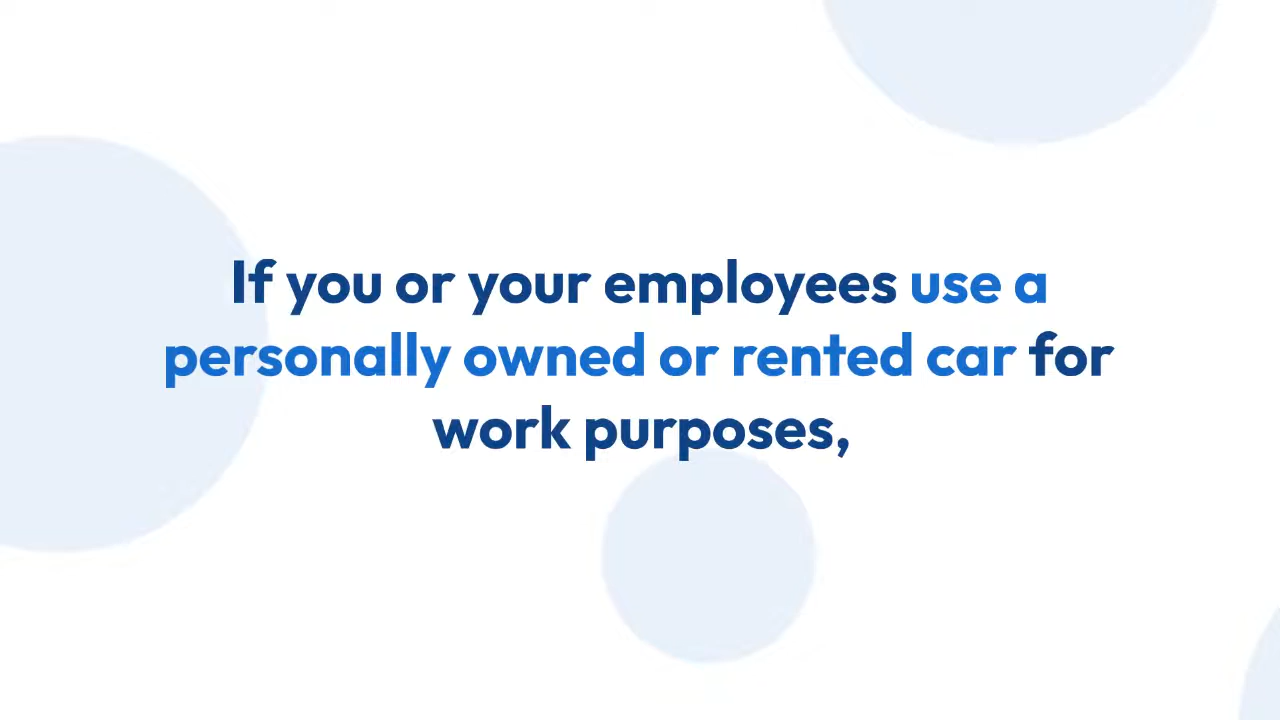 If you or your employees use a
personally owned or rented car for
work purposes,